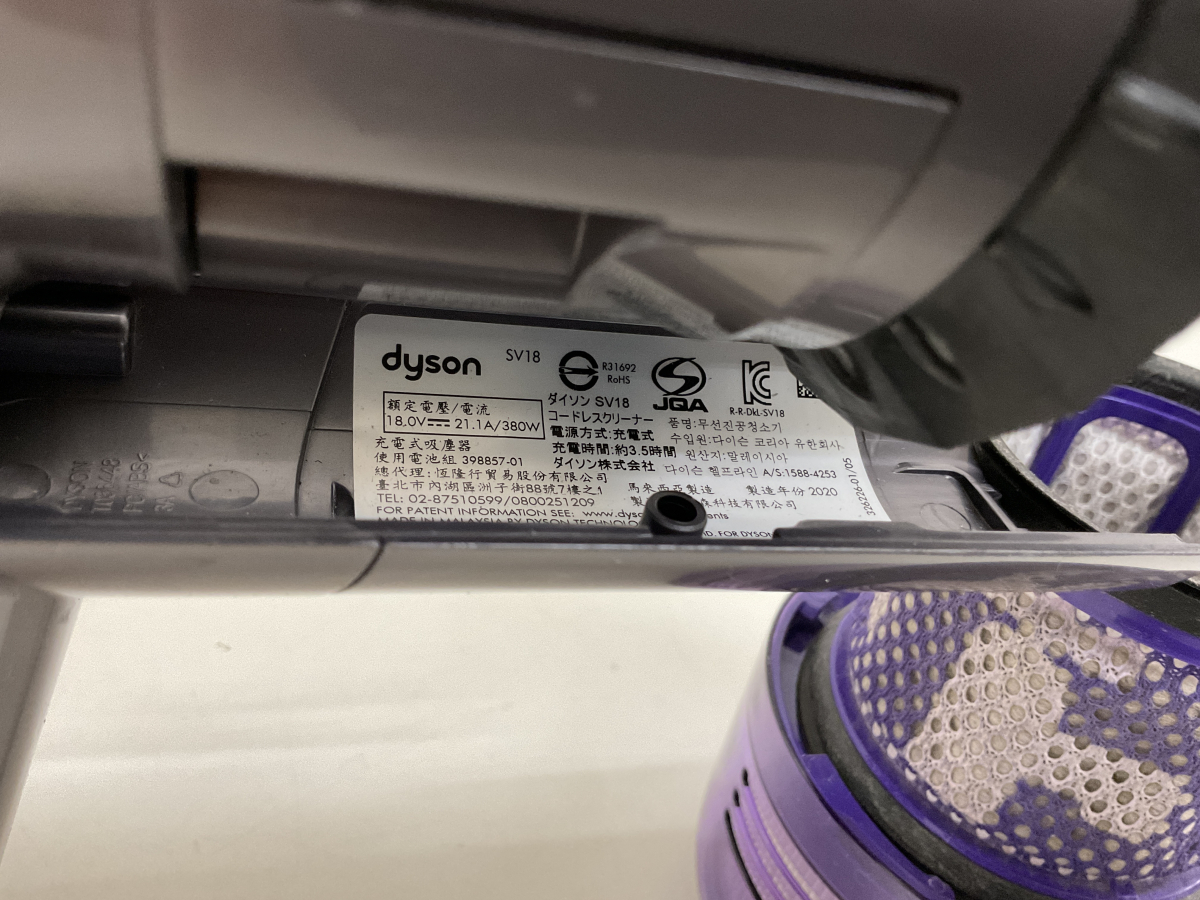 dyson SV18
R31692
RoHS
JQA
R-R-DkL-SV18
額定電壓/電流
18.0V 21.1A/380W
充電式吸塵器
使用電池組 398857-01
總代理:恆隆行貿易股份有限公司
臺北市內湖區洲子街88號7樓之1
TEL: 02-87510599/0800251209
FOR PATENT INFORMATION SEE: www.dyso
MADE IN MALAYSIA BY DYSON TECHNOLO
ダイソン SV18
コードレスクリーナー
電源方式:充電式
充電時間:約3.5時間
ダイソン株式会社
품명:무선진공청소기
수입원:다이슨 코리아 유한회사
원산지:말레이시아
다이슨 헬프라인 A/S:1588-4253
馬來西亞製造 製造年份 2020
森科技有限公司
FOR DYSON
326226-01/05